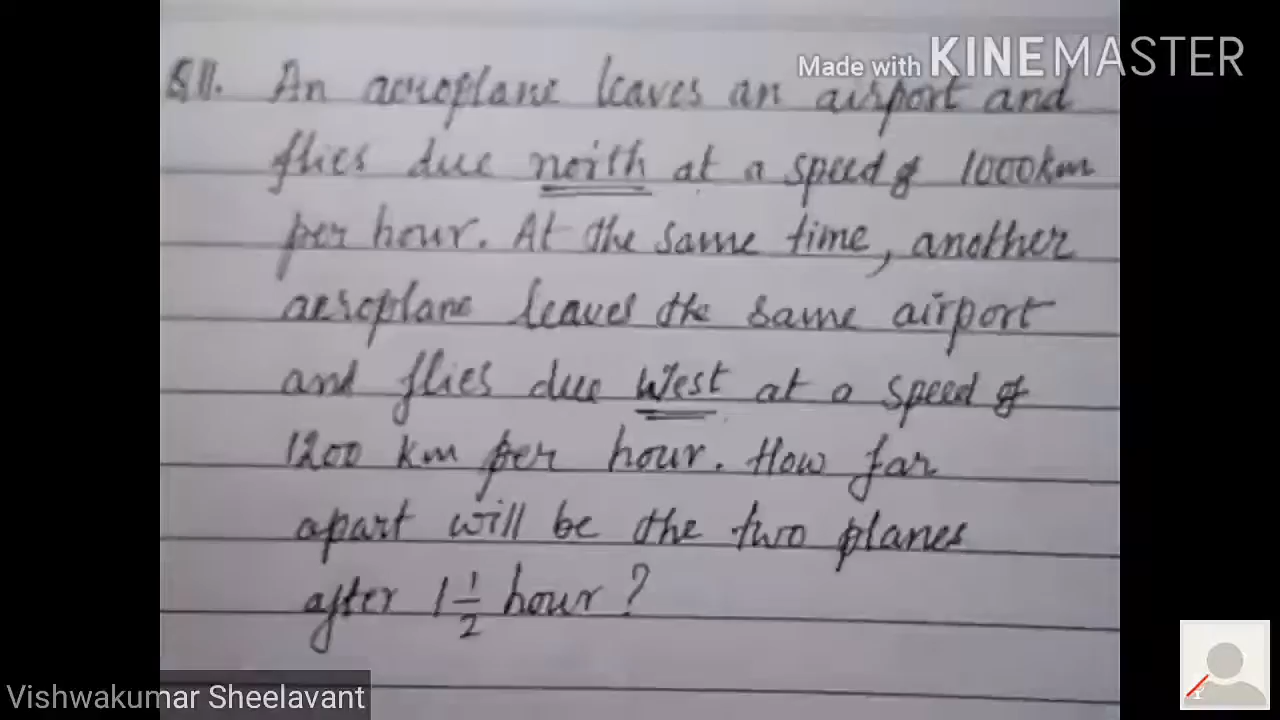 Made with KINEMASTER
Q11. An aeroplane leaves an airport and
flies due north at a speed of 1000km
per hour. At the same time, another
aeroplane leaves the same airport
and flies due West at a speed of
1200 km per hour. How far
apart will be the two planes
after 1 1/2 hour?
Vishwakumar Sheelavant